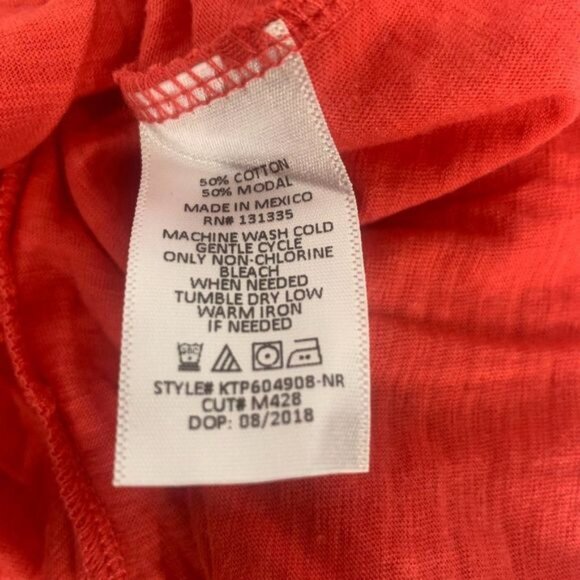 50% COTTON
50% MODAL
MADE IN MEXICO
RN# 131335
MACHINE WASH COLD
GENTLE CYCLE
ONLY NON-CHLORINE
BLEACH
WHEN NEEDED
TUMBLE DRY LOW
WARM IRON
IF NEEDED
STYLE# KTP604908-NR
CUT# M428
DOP: 08/2018